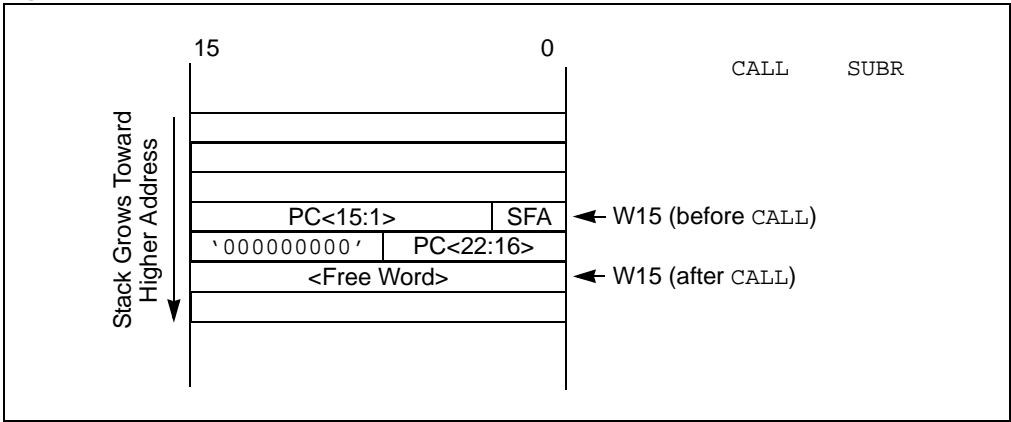 15 0
CALL SUBR
Stack Grows Toward
Higher Address
PC<15:1> SFA W15 (before CALL)
‘000000000’ PC<22:16>
<Free Word> W15 (after CALL)